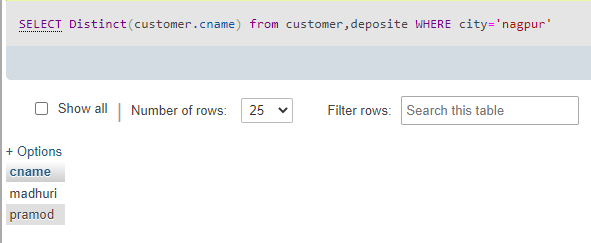 SELECT Distinct(customer.cname) from customer,deposite WHERE city='nagpur'
Show all | Number of rows: 25 Filter rows: Search this table
+ Options
cname
madhuri
pramod